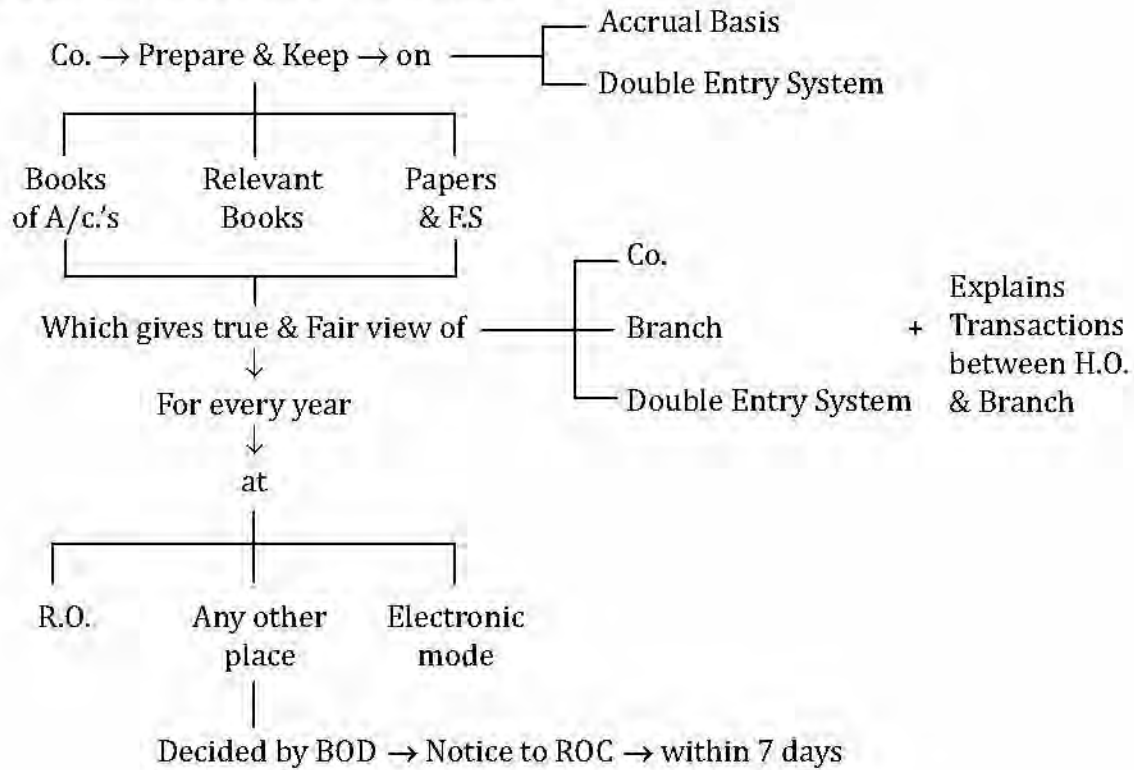 Accrual Basis
Co. → Prepare & Keep → on
Double Entry System
Books of A/c.'s
Relevant Books
Papers & F.S
Co.
Which gives true & Fair view of
Branch
Double Entry System
+
Explains
Transactions
between H.O.
& Branch
↓
For every year
↓
at
R.O.
Any other place
Electronic mode
Decided by BOD → Notice to ROC → within 7 days